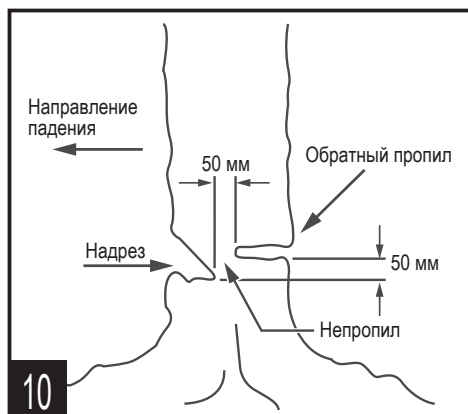 Направление
падения
50 мм
Обратный пропил
Надрез
50 мм
Непропил
10